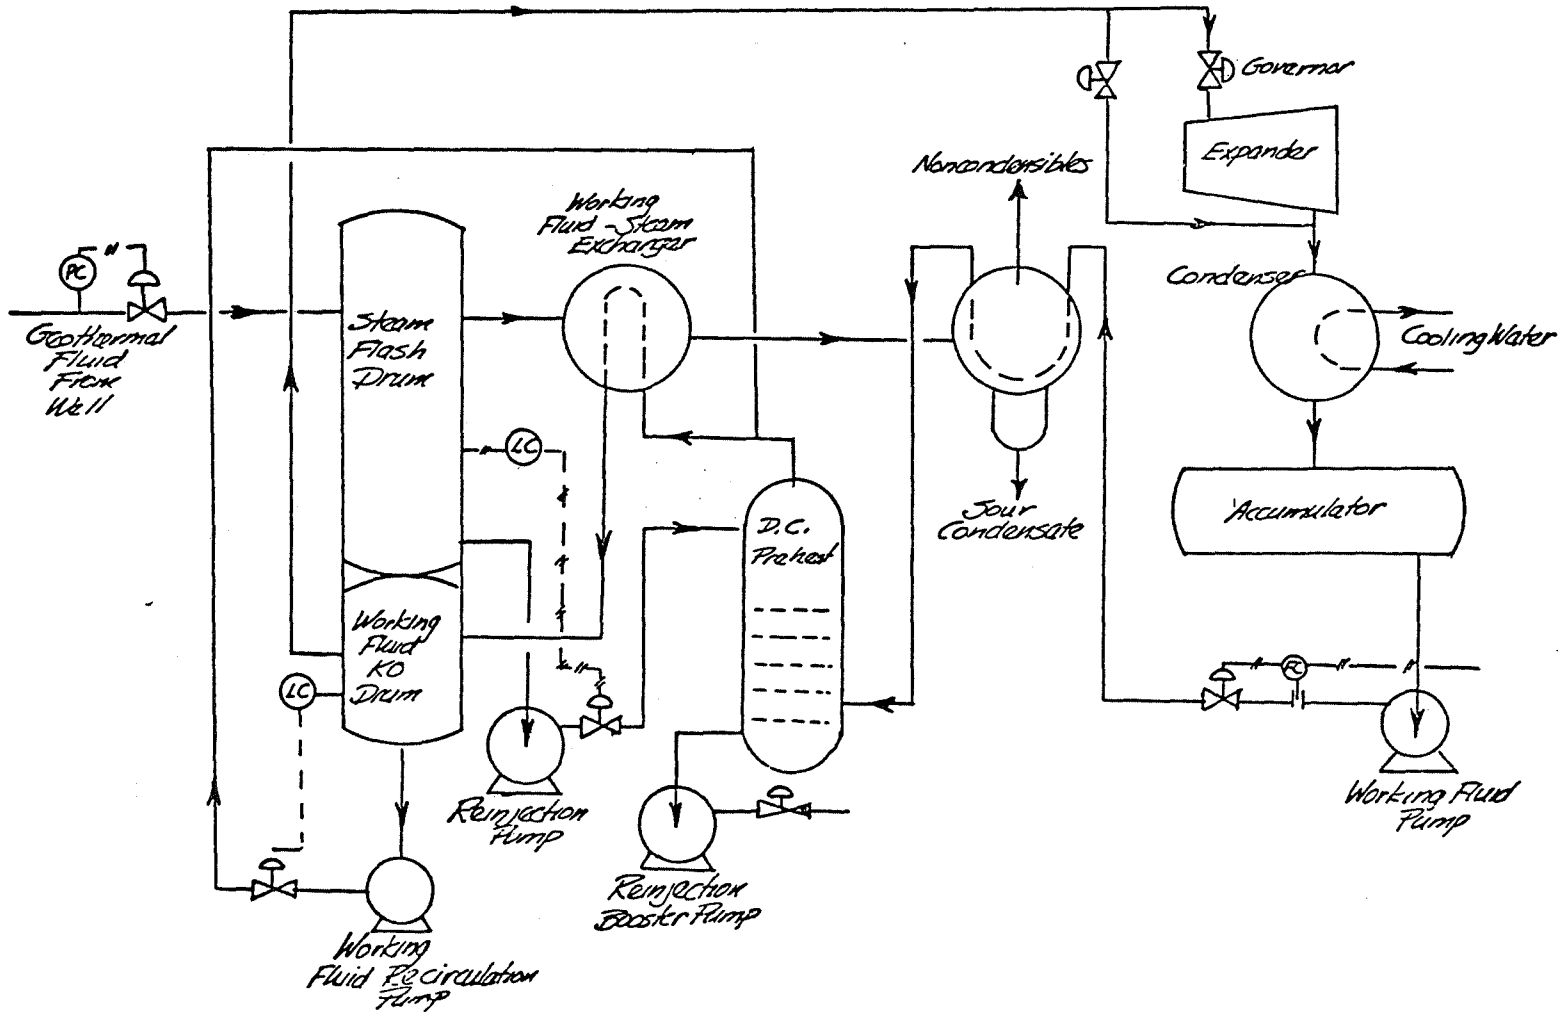 Governor
Expander
Noncondensibles
Working
Fluid-Steam
Exchanger
PC
Condenser
Geothermal
Fluid
From
Well
Steam
Flash
Drum
Cooling Water
LC
Accumulator
Sour
Condensate
D.C.
Preheat
Working
Fluid
KO
Drum
LC
FC
Working Fluid
Pump
Reinjection
Pump
Reinjection
Booster Pump
Working
Fluid Recirculation
Pump